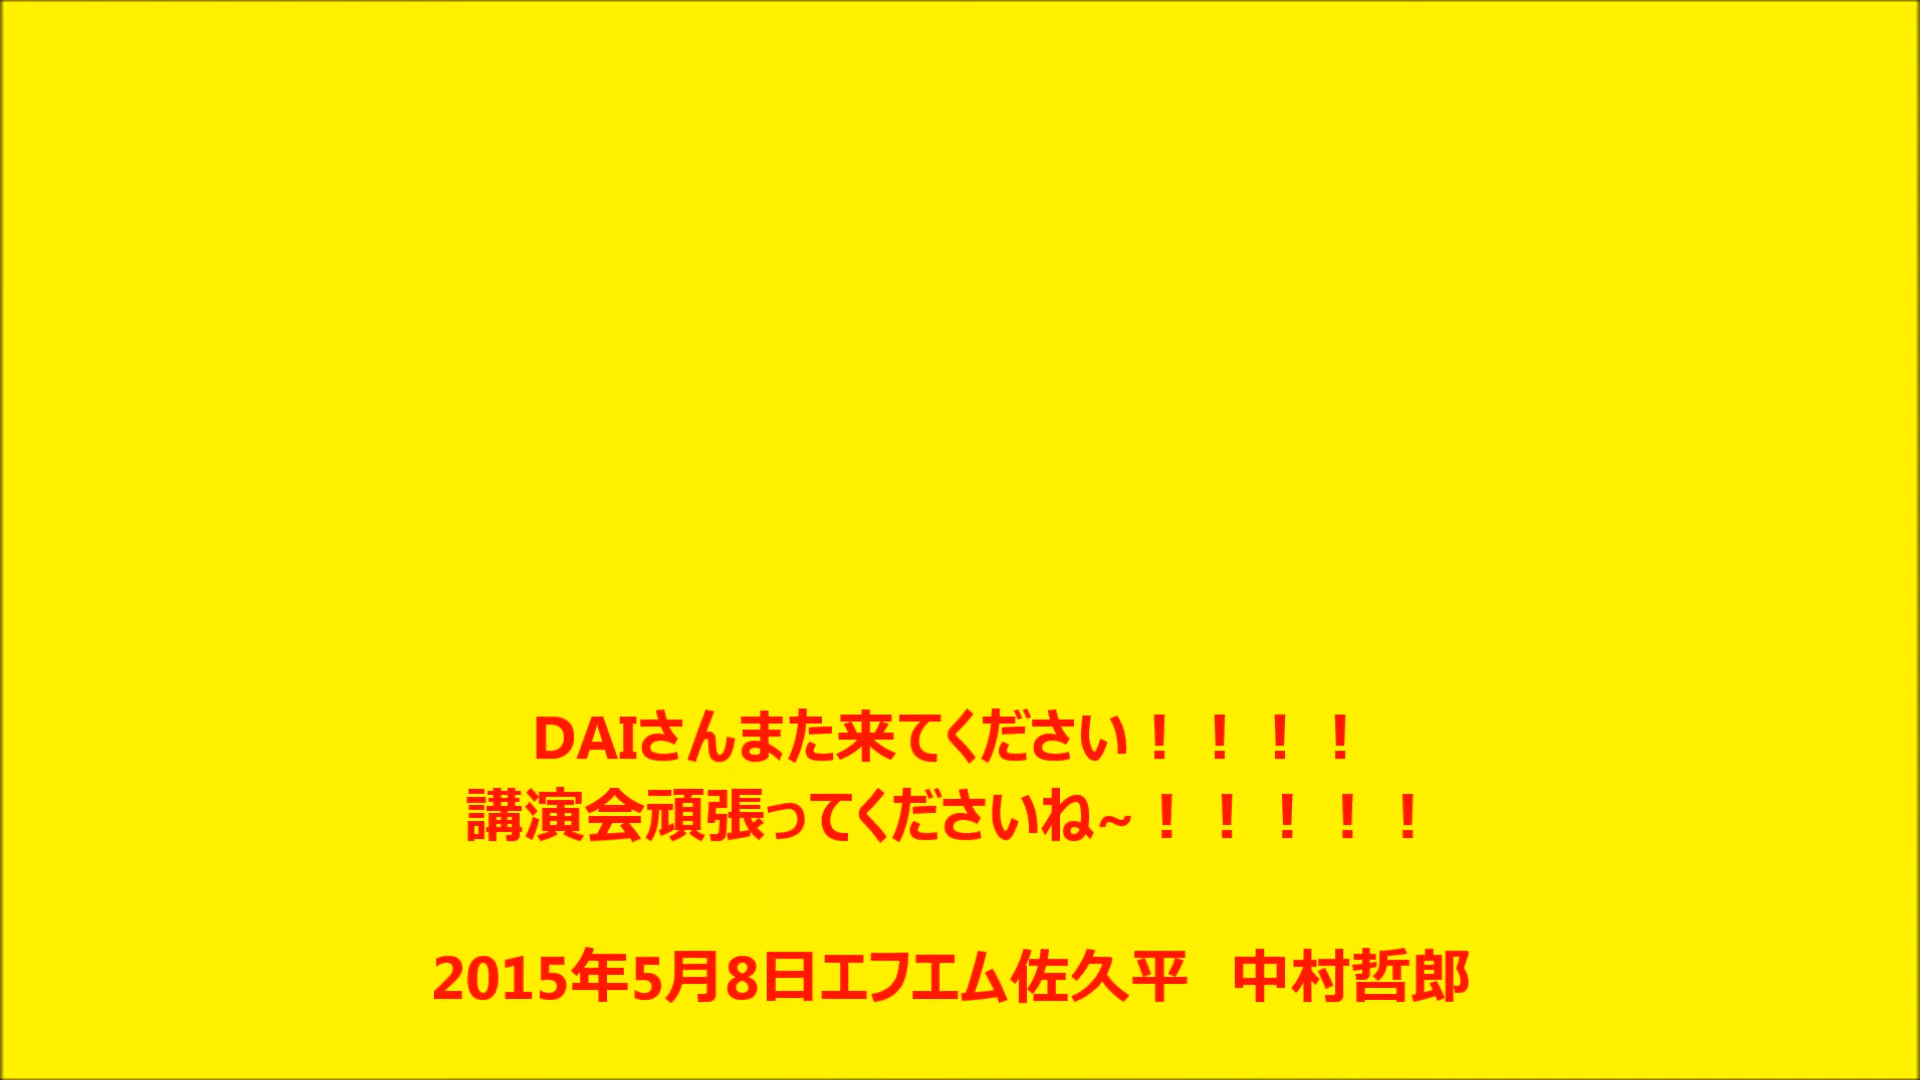 DAIさんまた来てください！！！！
講演会頑張ってくださいね~！！！！！
2015年5月8日エフエム佐久平　中村哲郎